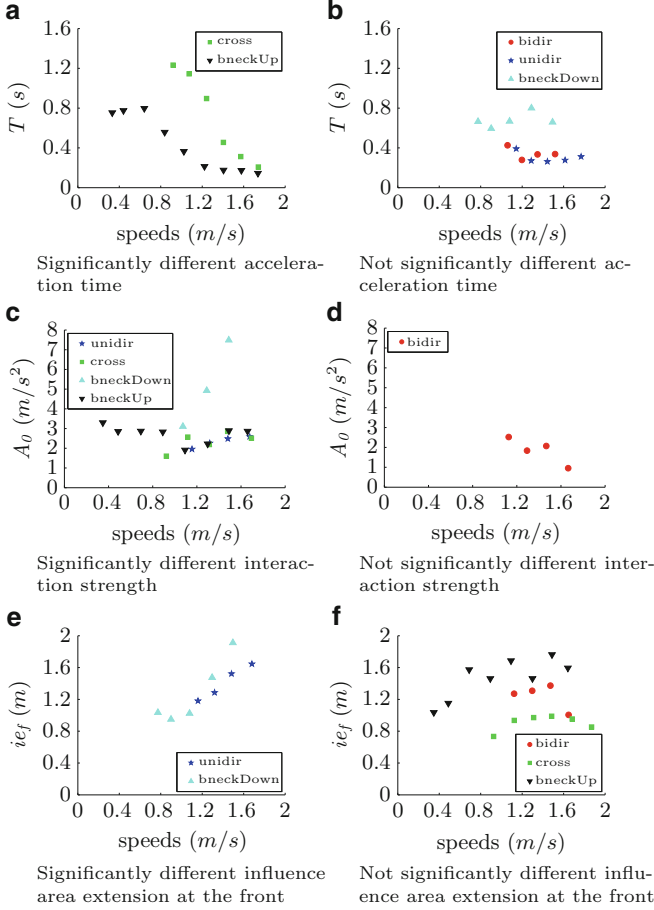 a
T (s)
1.6
1.2
0.8
0.4
0
cross
bneckUp
0 0.4 0.8 1.2 1.6 2
speeds (m/s)
Significantly different accelera-
tion time
b
T (s)
1.6
1.2
0.8
0.4
0
bidir
unidir
bneckDown
0 0.4 0.8 1.2 1.6 2
speeds (m/s)
Not significantly different ac-
celeration time
c
A0 (m/s2)
8
7
6
5
4
3
2
1
0
unidir
cross
bneckDown
bneckUp
0 0.4 0.8 1.2 1.6 2
speeds (m/s)
Significantly different interac-
tion strength
d
A0 (m/s2)
8
7
6
5
4
3
2
1
0
bidir
0 0.4 0.8 1.2 1.6 2
speeds (m/s)
Not significantly different inter-
action strength
e
ief (m)
2
1.6
1.2
0.8
0.4
0
unidir
bneckDown
0 0.4 0.8 1.2 1.6 2
speeds (m/s)
Significantly different influence
area extension at the front
f
ief (m)
2
1.6
1.2
0.8
0.4
0
bidir
cross
bneckUp
0 0.4 0.8 1.2 1.6 2
speeds (m/s)
Not significantly different influ-
ence area extension at the front